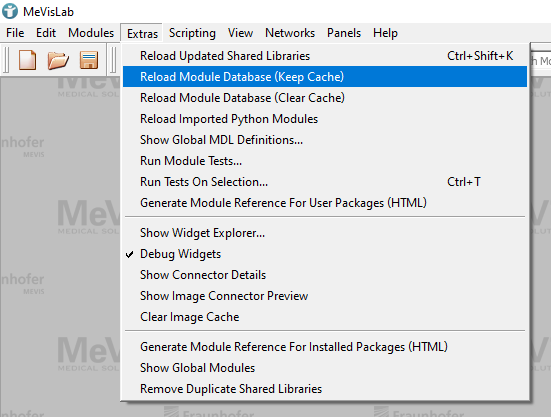 MeVisLab
File Edit Modules Extras Scripting View Networks Panels Help
Reload Updated Shared Libraries Ctrl+Shift+K
Reload Module Database (Keep Cache)
Reload Module Database (Clear Cache)
Reload Imported Python Modules
Show Global MDL Definitions...
Run Module Tests...
Run Tests On Selection... Ctrl+T
Generate Module Reference For User Packages (HTML)
Show Widget Explorer...
Debug Widgets
Show Connector Details
Show Image Connector Preview
Clear Image Cache
Generate Module Reference For Installed Packages (HTML)
Show Global Modules
Remove Duplicate Shared Libraries